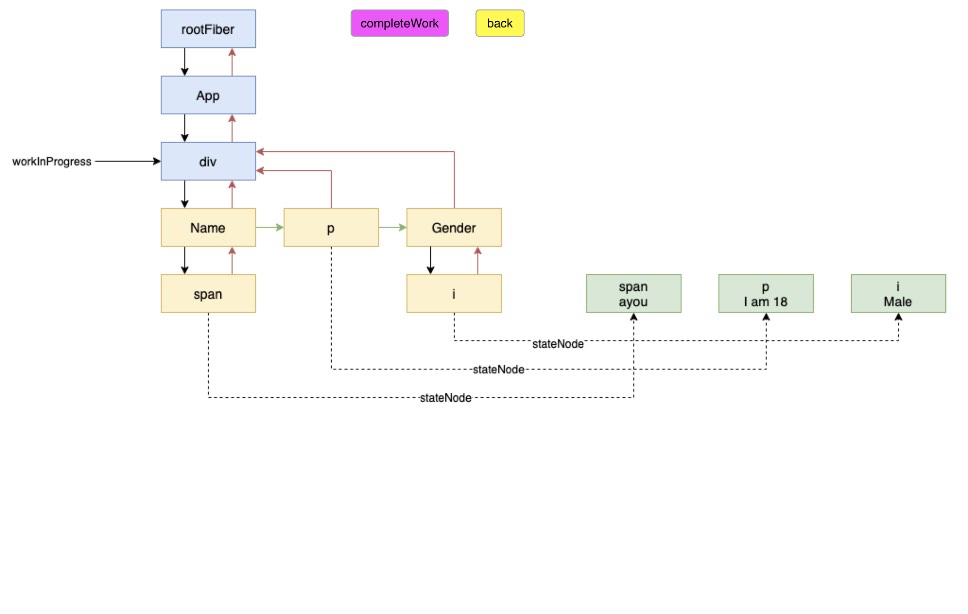 rootFiber
completeWork
back
App
workInProgress
div
Name
p
Gender
span
i
span
ayou
p
I am 18
i
Male
stateNode
stateNode
stateNode